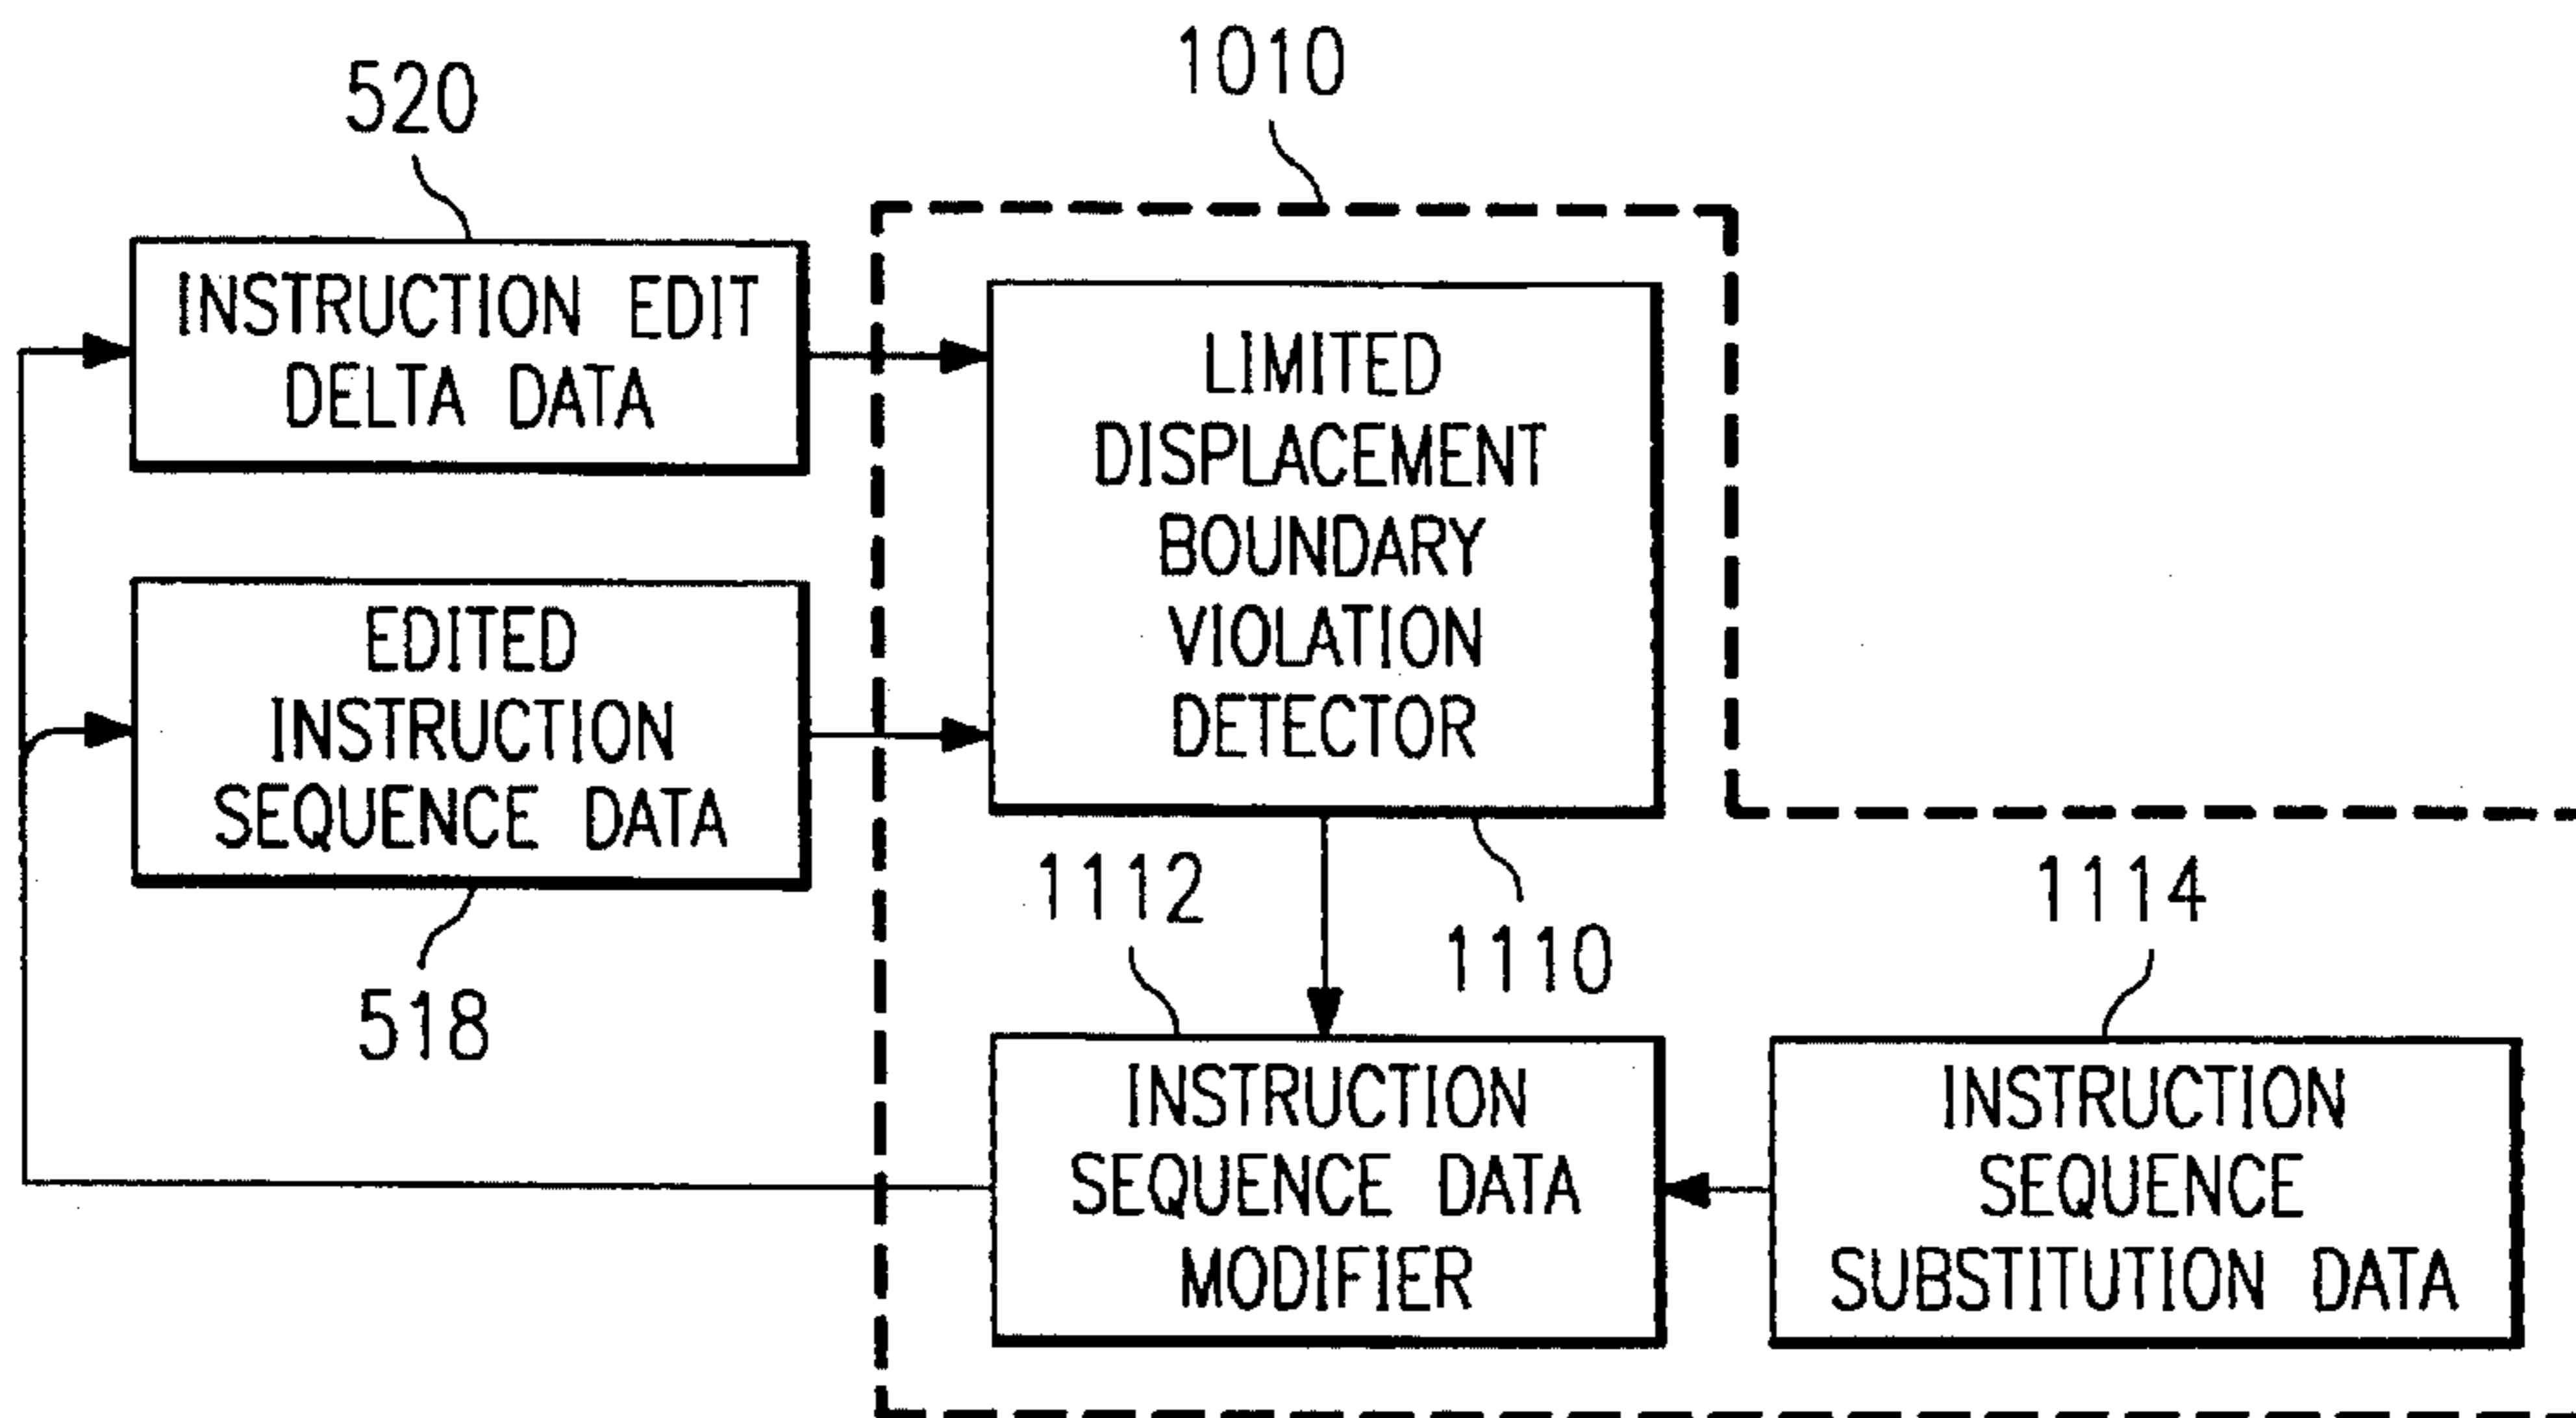 1010
520
INSTRUCTION EDIT
DELTA DATA
LIMITED
DISPLACEMENT
BOUNDARY
VIOLATION
DETECTOR
EDITED
INSTRUCTION
SEQUENCE DATA
518
1110
1112
1114
INSTRUCTION
SEQUENCE DATA
MODIFIER
INSTRUCTION
SEQUENCE
SUBSTITUTION DATA